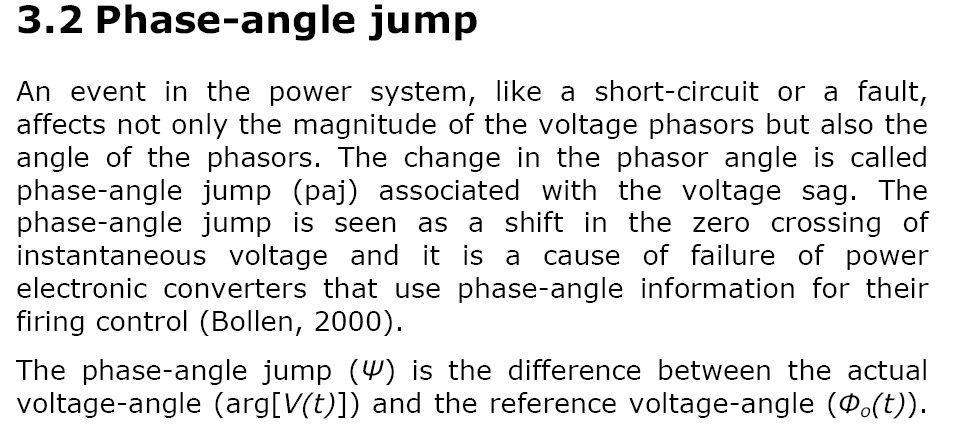 3.2 Phase-angle jump
An event in the power system, like a short-circuit or a fault,
affects not only the magnitude of the voltage phasors but also the
angle of the phasors. The change in the phasor angle is called
phase-angle jump (paj) associated with the voltage sag. The
phase-angle jump is seen as a shift in the zero crossing of
instantaneous voltage and it is a cause of failure of power
electronic converters that use phase-angle information for their
firing control (Bollen, 2000).
The phase-angle jump (Ψ) is the difference between the actual
voltage-angle (arg[V(t)]) and the reference voltage-angle (Φₒ(t)).